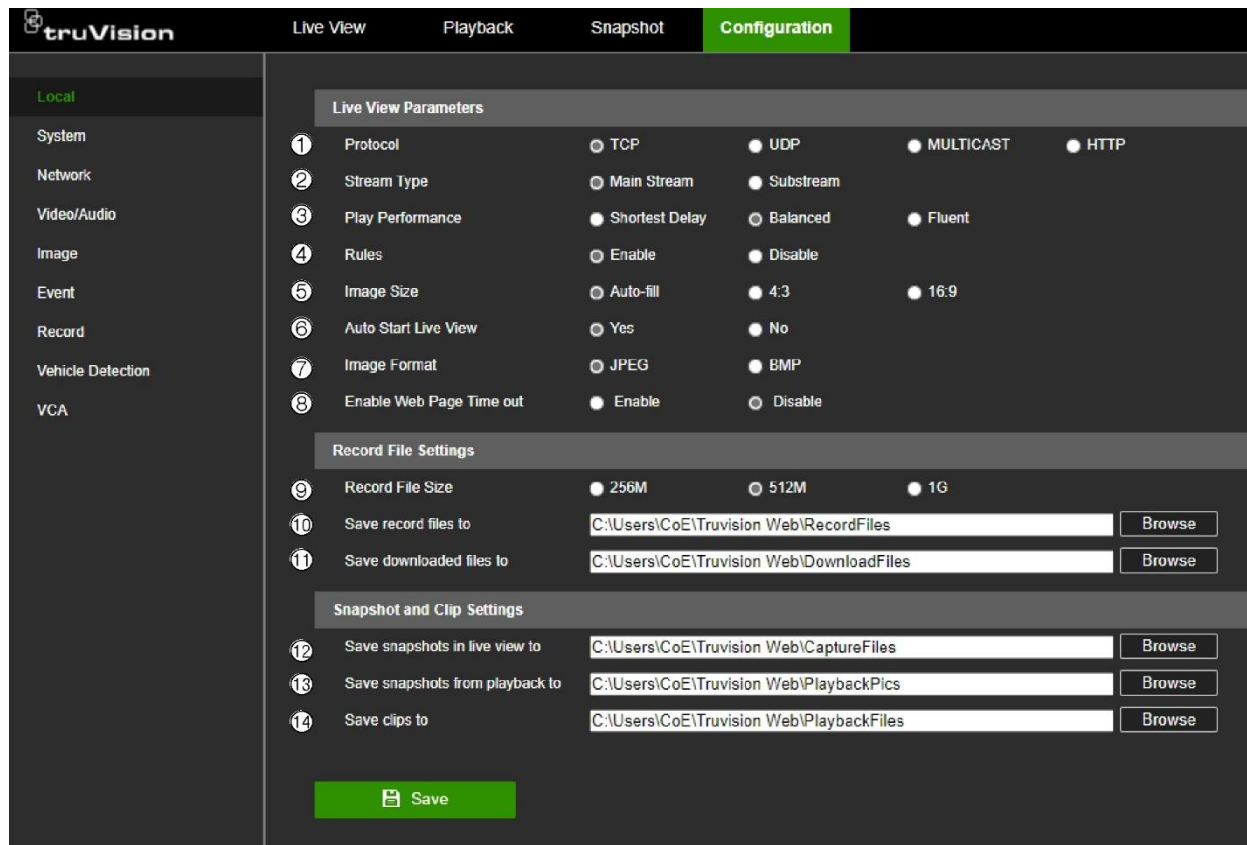 truVision Live View Playback Snapshot Configuration
Local
System
Network
Video/Audio
Image
Event
Record
Vehicle Detection
VCA
Live View Parameters
1 Protocol TCP UDP MULTICAST HTTP
2 Stream Type Main Stream Substream
3 Play Performance Shortest Delay Balanced Fluent
4 Rules Enable Disable
5 Image Size Auto-fill 4:3 16:9
6 Auto Start Live View Yes No
7 Image Format JPEG BMP
8 Enable Web Page Time out Enable Disable
Record File Settings
9 Record File Size 256M 512M 1G
10 Save record files to C:\Users\CoE\Truvision Web\RecordFiles Browse
11 Save downloaded files to C:\Users\CoE\Truvision Web\DownloadFiles Browse
Snapshot and Clip Settings
12 Save snapshots in live view to C:\Users\CoE\Truvision Web\CaptureFiles Browse
13 Save snapshots from playback to C:\Users\CoE\Truvision Web\PlaybackPics Browse
14 Save clips to C:\Users\CoE\Truvision Web\PlaybackFiles Browse
Save